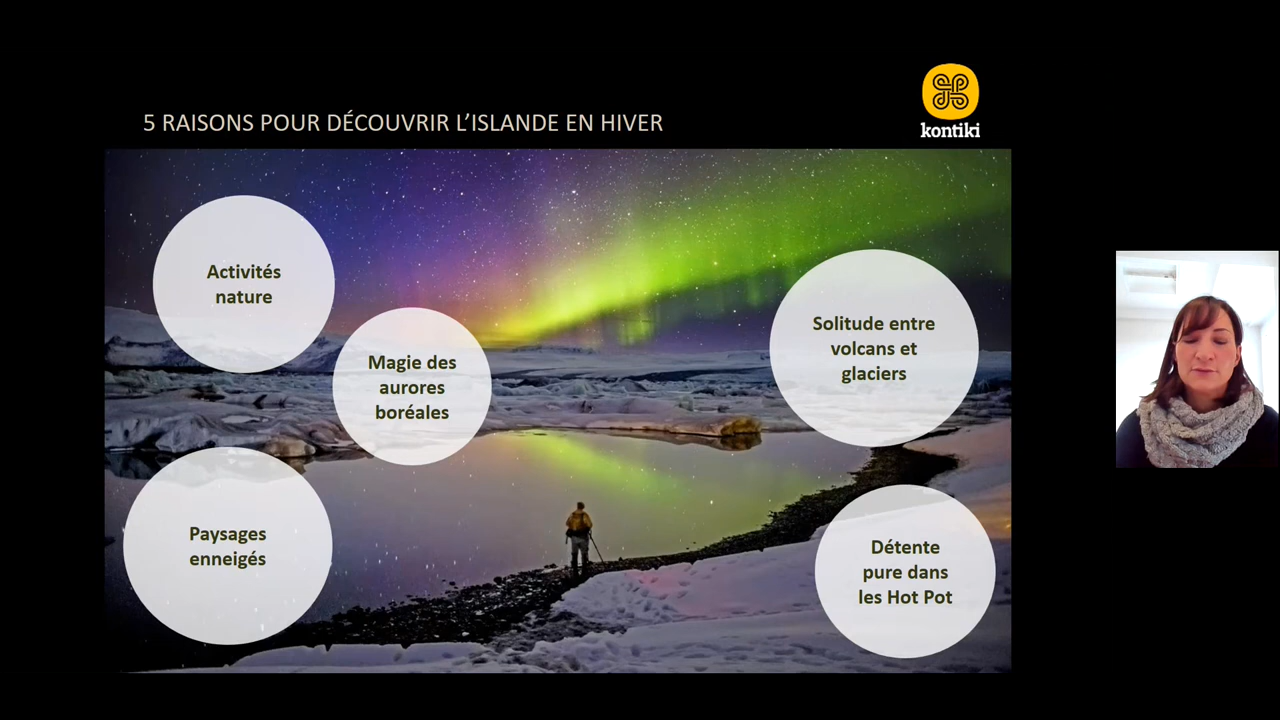 5 RAISONS POUR DÉCOUVRIR L'ISLANDE EN HIVER
kontiki
Activités
nature
Magie des
aurores
boréales
Solitude entre
volcans et
glaciers
Paysages
enneigés
Détente
pure dans
les Hot Pot